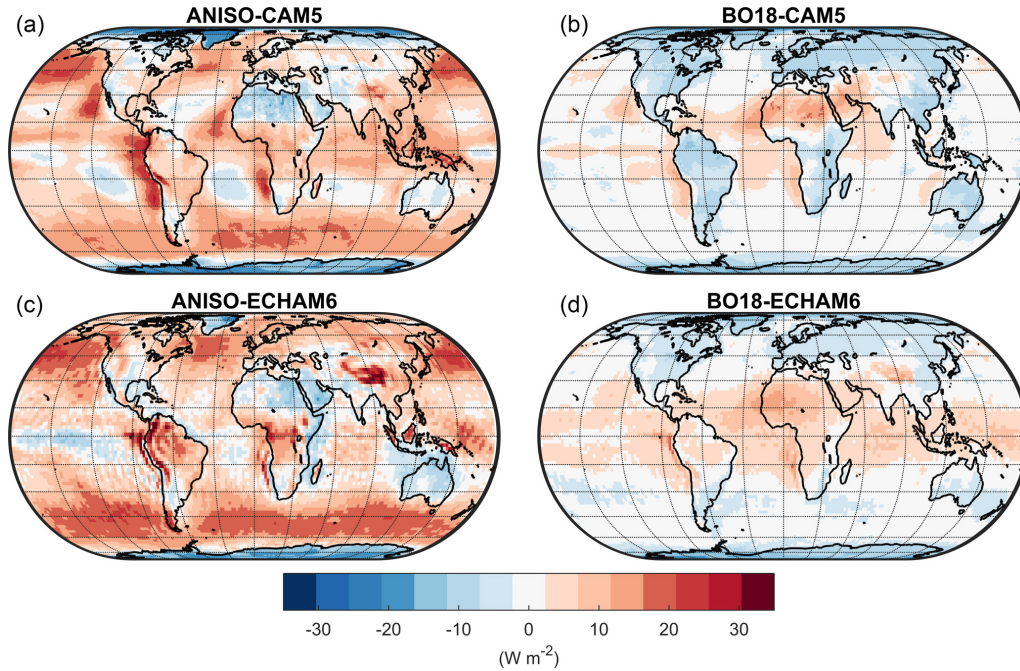 (a) ANISO-CAM5
(b) BO18-CAM5
(c) ANISO-ECHAM6
(d) BO18-ECHAM6
-30 -20 -10 0 10 20 30
(W m⁻²)